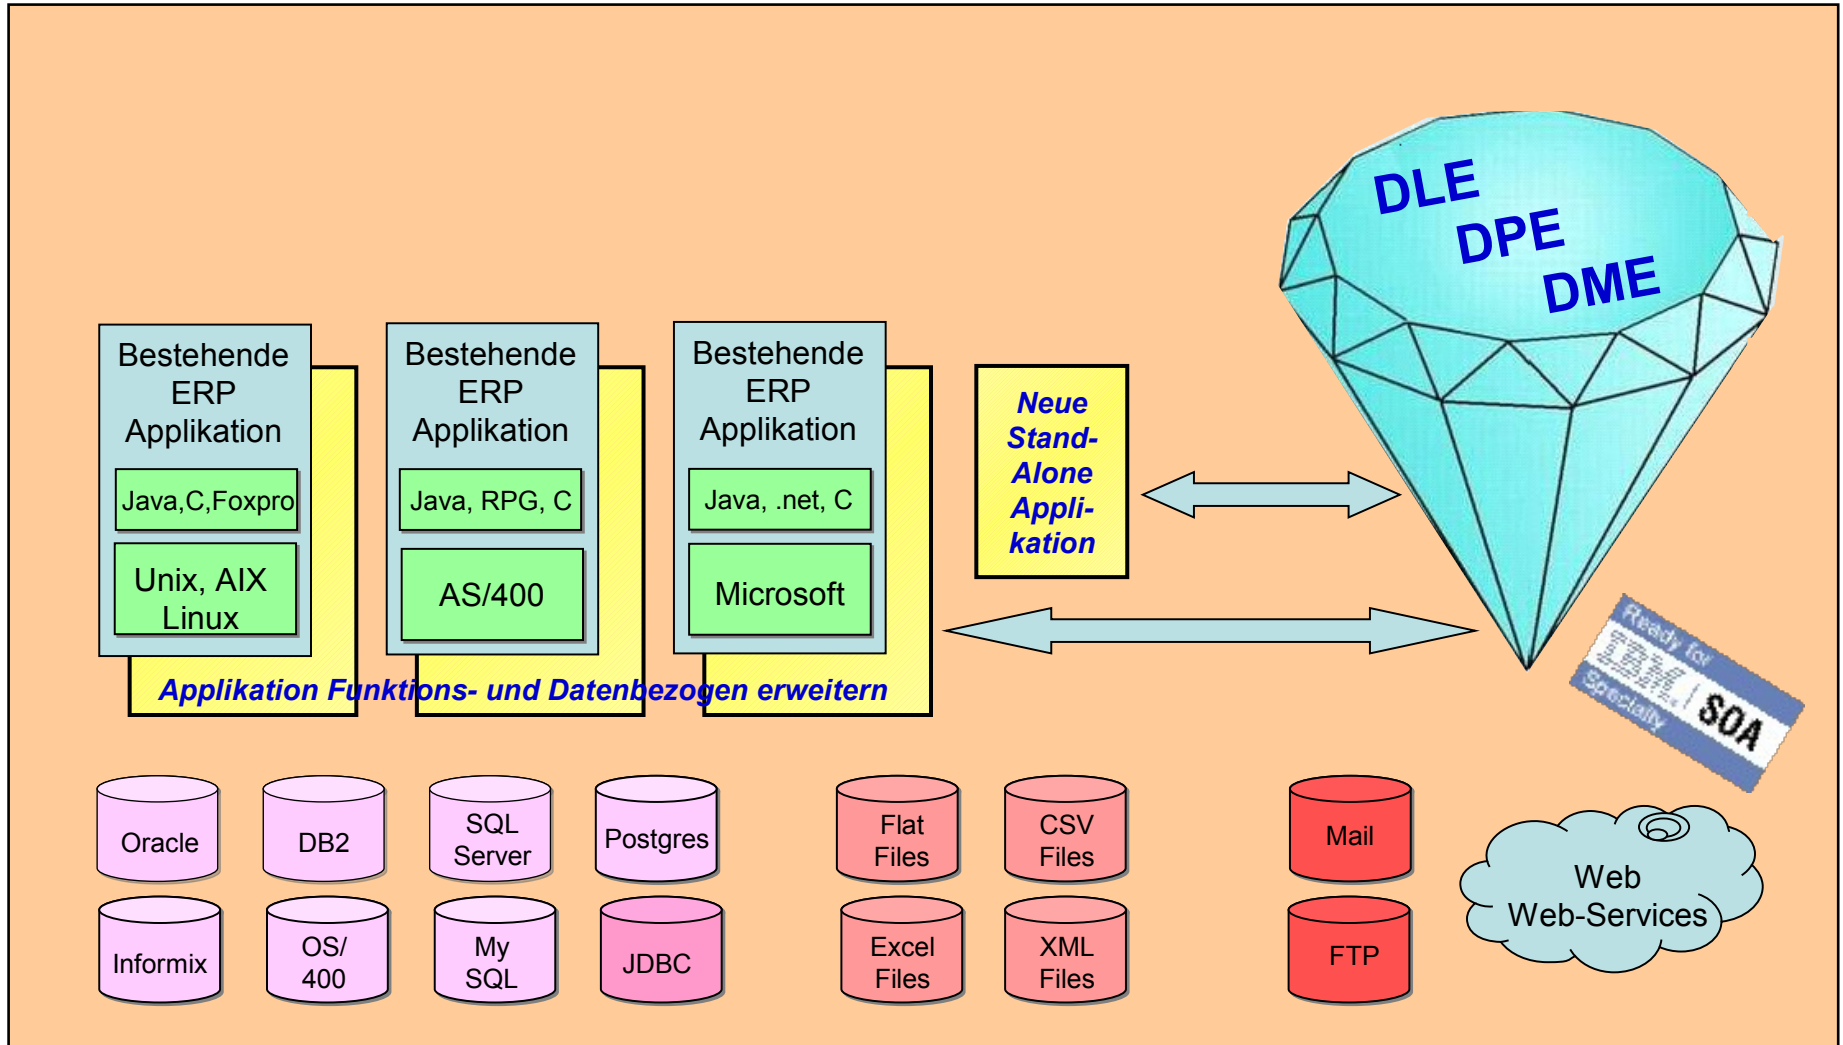 DLE
DPE
DME
Bestehende
ERP
Applikation
Java,C,Foxpro
Unix, AIX
Linux
Bestehende
ERP
Applikation
Java, RPG, C
AS/400
Bestehende
ERP
Applikation
Java, .net, C
Microsoft
Neue
Stand-
Alone
Appli-
kation
Applikation Funktions- und Datenbezogen erweitern
Ready for
IBM
SOA
Specialty
Oracle
DB2
SQL
Server
Postgres
Flat
Files
CSV
Files
Mail
Web
Web-Services
Informix
OS/
400
My
SQL
JDBC
Excel
Files
XML
Files
FTP